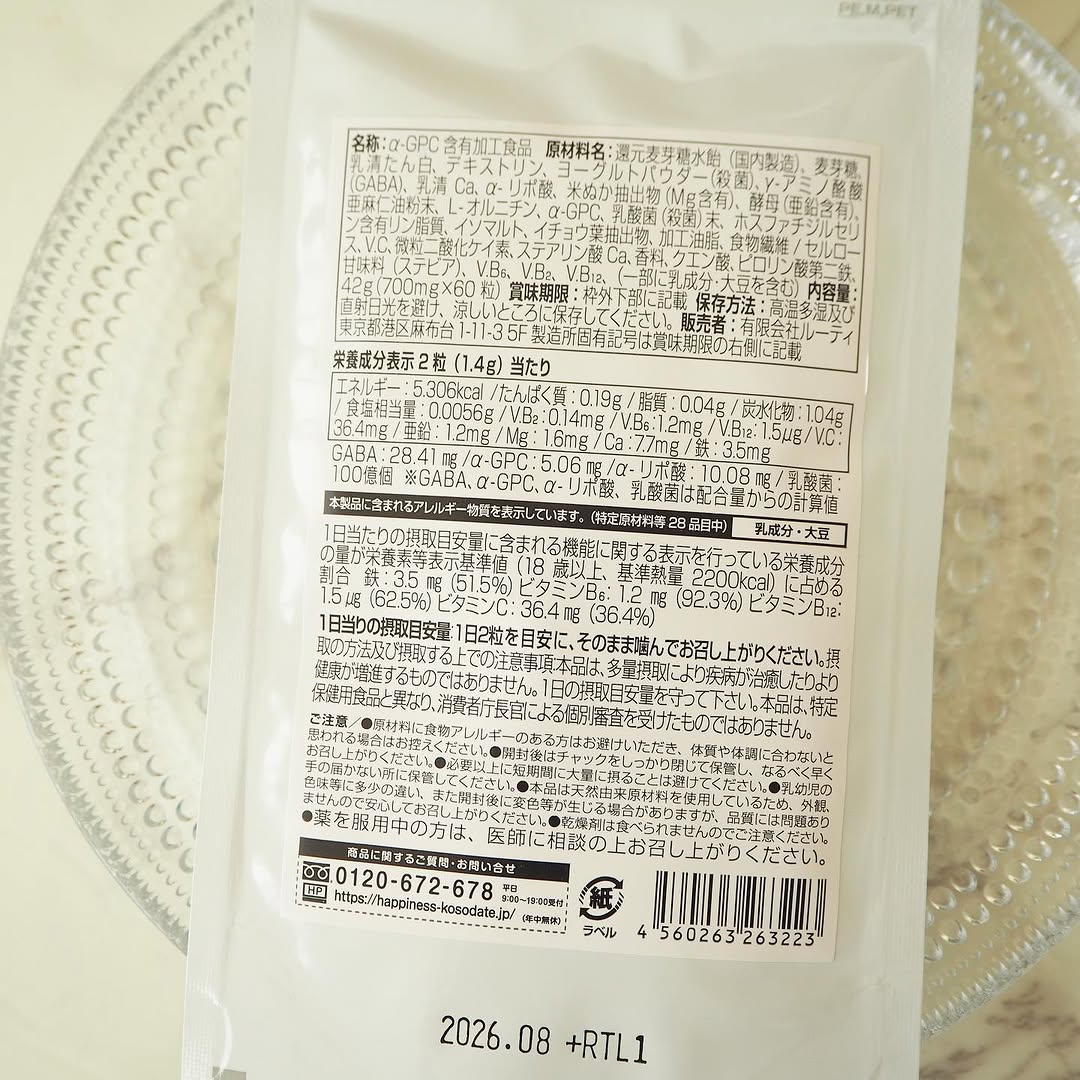 PE,M,PET
名称：α-GPC 含有加工食品 原材料名：還元麦芽糖水飴（国内製造）、麦芽糖、
乳清たん白、デキストリン、ヨーグルトパウダー（殺菌）、γ-アミノ酪酸
(GABA)、乳清 Ca、α- リポ酸、米ぬか抽出物（Mg含有）、酵母（亜鉛含有）、
亜麻仁油粉末、L-オルニチン、α-GPC、乳酸菌（殺菌）末、ホスファチジルセリ
ン含有リン脂質、イソマルト、イチョウ葉抽出物、加工油脂、食物繊維 / セルロー
ス、V.C、微粒二酸化ケイ素、ステアリン酸 Ca、香料、クエン酸、ピロリン酸第二鉄、
甘味料（ステビア）、V.B₆、V.B₂、V.B₁₂、（一部に乳成分・大豆を含む） 内容量：
42g (700mg×60 粒) 賞味期限：枠外下部に記載 保存方法：高温多湿及び
直射日光を避け、涼しいところに保存してください。 販売者：有限会社ルーティ
東京都港区麻布台 1-11-3 5F 製造所固有記号は賞味期限の右側に記載
栄養成分表示 2 粒（1.4g）当たり
エネルギー：5.306kcal /たんぱく質：0.19g / 脂質：0.04g / 炭水化物：1.04g
/ 食塩相当量：0.0056g / V.B₂：0.14mg / V.B₆：1.2mg / V.B₁₂：1.5μg / V.C：
36.4mg / 亜鉛：1.2mg / Mg：1.6mg / Ca：7.7mg / 鉄：3.5mg
GABA：28.41 mg /α-GPC：5.06 mg /α- リポ酸：10.08 mg / 乳酸菌：
100億個 ※GABA、α-GPC、α- リポ酸、乳酸菌は配合量からの計算値
本製品に含まれるアレルギー物質を表示しています。（特定原材料等 28 品目中） 乳成分・大豆
1日当たりの摂取目安量に含まれる機能に関する表示を行っている栄養成分
の量が栄養素等表示基準値（18 歳以上、基準熱量 2200kcal）に占める
割合 鉄：3.5 mg (51.5%) ビタミンB₆：1.2 mg (92.3%) ビタミンB₁₂：
1.5μg (62.5%) ビタミンC：36.4 mg (36.4%)
1日当りの摂取目安量:1日2粒を目安に、そのまま噛んでお召し上がりください。摂
取の方法及び摂取する上での注意事項:本品は、多量摂取により疾病が治癒したりより
健康が増進するものではありません。1日の摂取目安量を守って下さい。本品は、特定
保健用食品と異なり、消費者庁長官による個別審査を受けたものではありません。
ご注意／●原材料に食物アレルギーのある方はお避けいただき、体質や体調に合わないと
思われる場合はお控えください。●開封後はチャックをしっかり閉じて保管し、なるべく早く
お召し上がりください。●必要以上に短期間に大量に摂ることは避けてください。●乳幼児の
手の届かない所に保管してください。●本品は天然由来原材料を使用しているため、外観、
色味等に多少の違い、また開封後に変色等が生じる場合がありますが、品質には問題あり
ませんので安心してお召し上がりください。●乾燥剤は食べられませんのでご注意ください。
●薬を服用中の方は、医師に相談の上お召し上がりください。
商品に関するご質問・お問い合せ
0120-672-678 平日 9:00〜19:00受付
HP https://happiness-kosodate.jp/ （年中無休）
紙
ラベル
4 560263 263223
2026.08 +RTL1